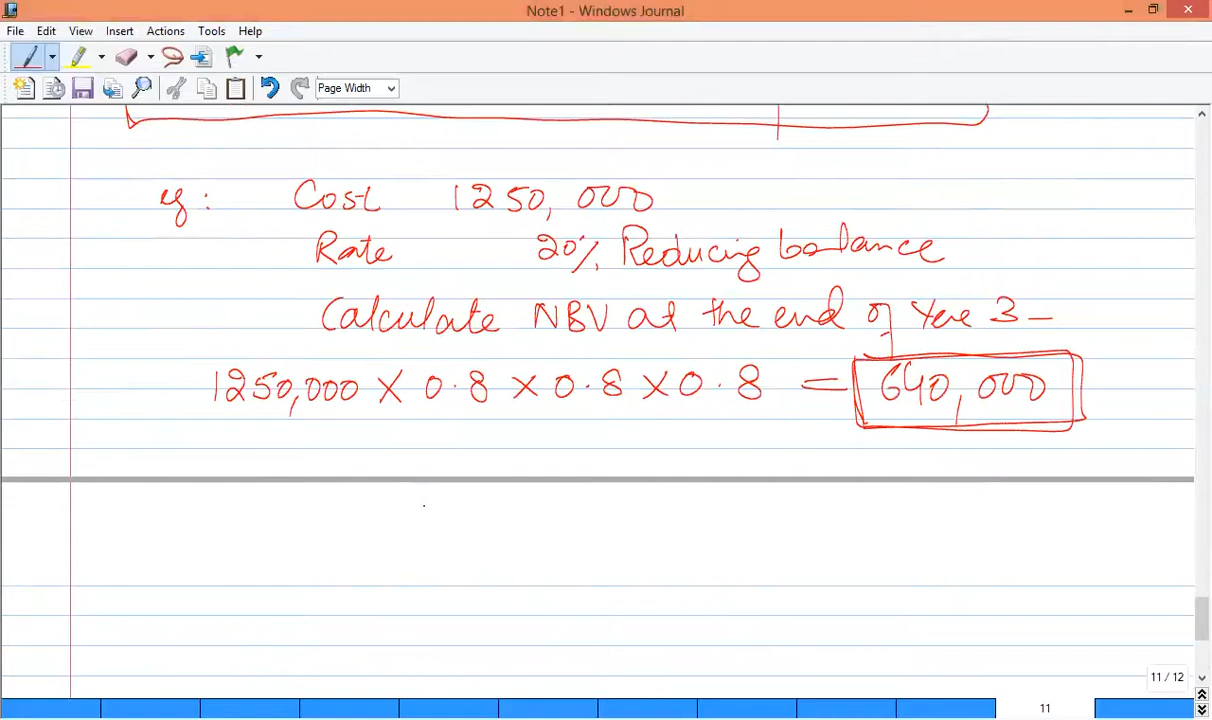 Note1 - Windows Journal
File Edit View Insert Actions Tools Help
Page Width
eg: Cost 1250,000
Rate 20% Reducing balance
Calculate NBV at the end of Year 3-
1250,000 X 0.8 X 0.8 X 0.8 = 640,000
11 / 12
11